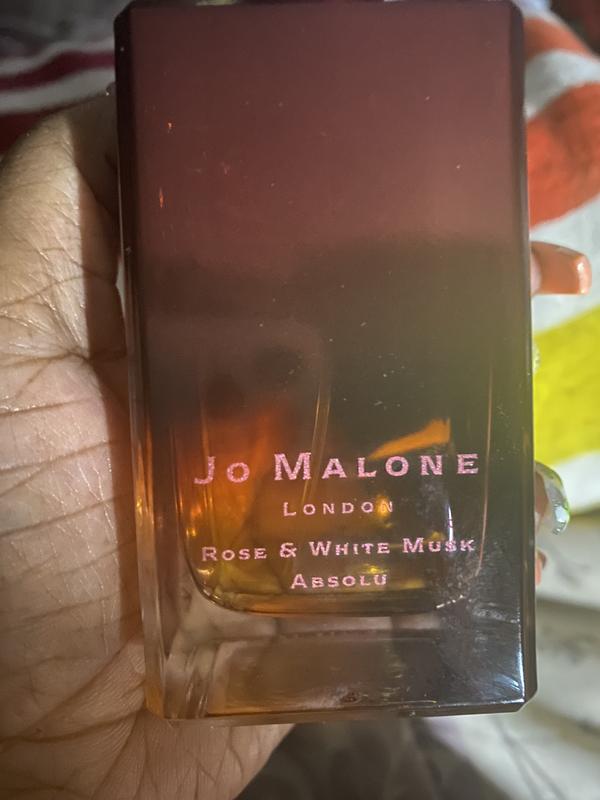 Jo Malone
London
Rose & White Musk
Absolu